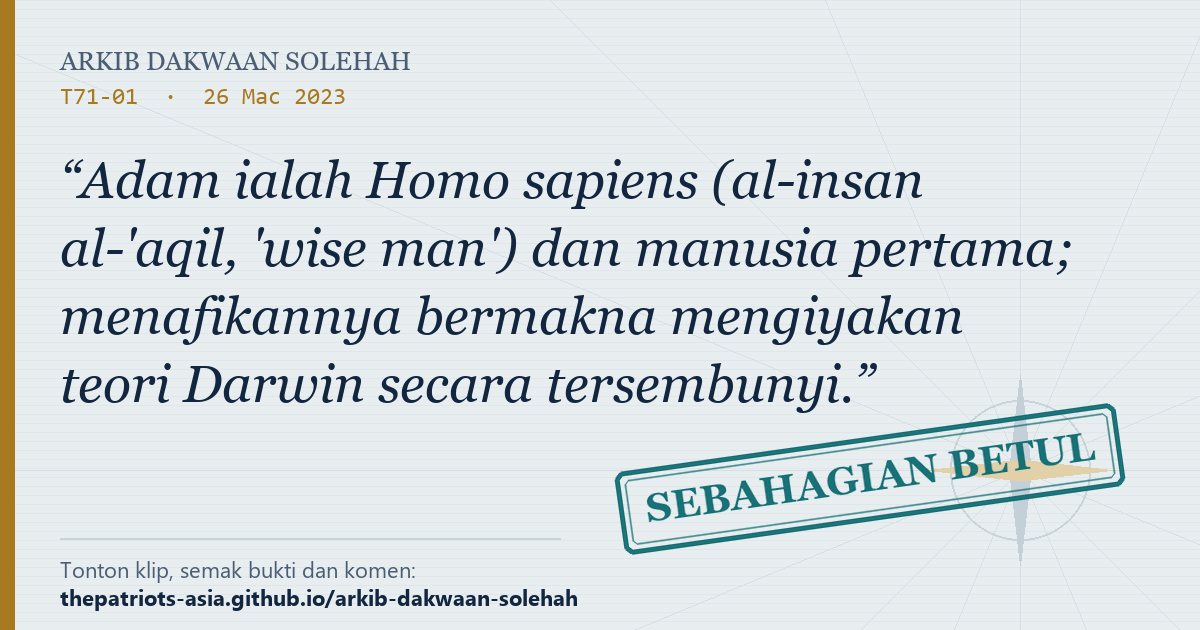 ARKIB DAKWAAN SOLEHAH
T71-01 · 26 Mac 2023
“Adam ialah Homo sapiens (al-insan
al-'aqil, 'wise man') dan manusia pertama;
menafikannya bermakna mengiyakan
teori Darwin secara tersembunyi.”
SEBAHAGIAN BETUL
Tonton klip, semak bukti dan komen:
thepatriots-asia.github.io/arkib-dakwaan-solehah